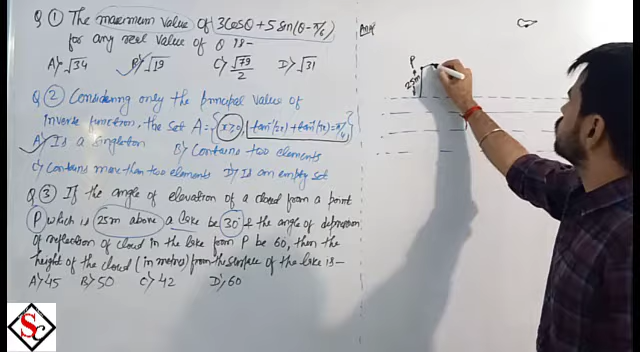 Q ① The maximum value of 3Cosθ + 5Sin(θ-π/6)
for any real value of θ is-
A) √34 B) √19 C) √79/2 D) √31
Q ② Considering only the Principal value of
inverse function, the set A = {x≥0, tan⁻¹(2x) + tan⁻¹(3x) = π/4}
A) Is a singleton B) Contains two elements
C) Contains more than two elements D) Is an empty set
Q ③ If the angle of elevation of a cloud from a point
P which is 25m above a lake be 30° & the angle of depression
of reflection of cloud in the lake from P be 60, then the
height of the cloud (in metres) from the surface of the lake is-
A) 45 B) 50 C) 42 D) 60
P
25m
SC